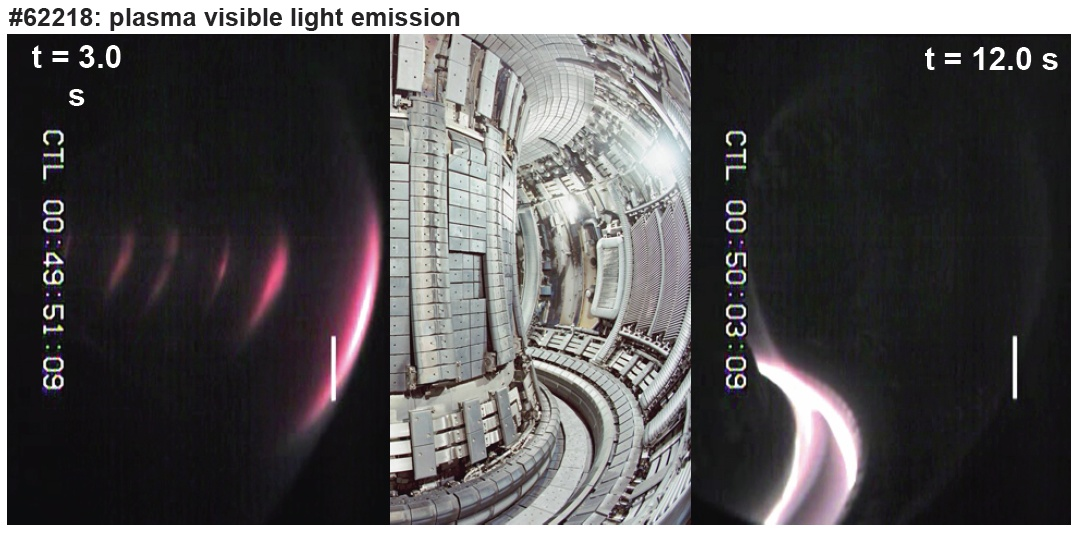 #62218: plasma visible light emission
t = 3.0
s
CTL 00:49:51:09
t = 12.0 s
CTL 00:50:03:09